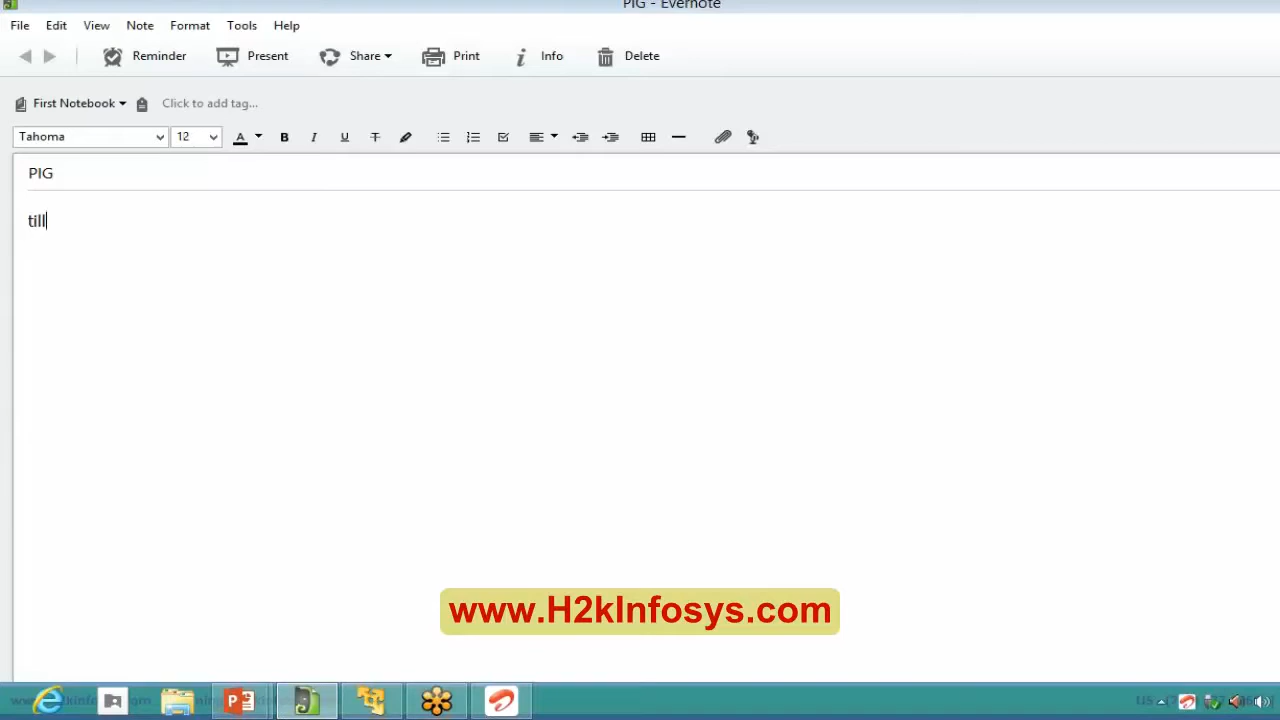 PIG - Evernote
File Edit View Note Format Tools Help
Reminder Present Share Print Info Delete
First Notebook Click to add tag...
Tahoma 12 A B I U T
PIG
till
www.H2kInfosys.com
US